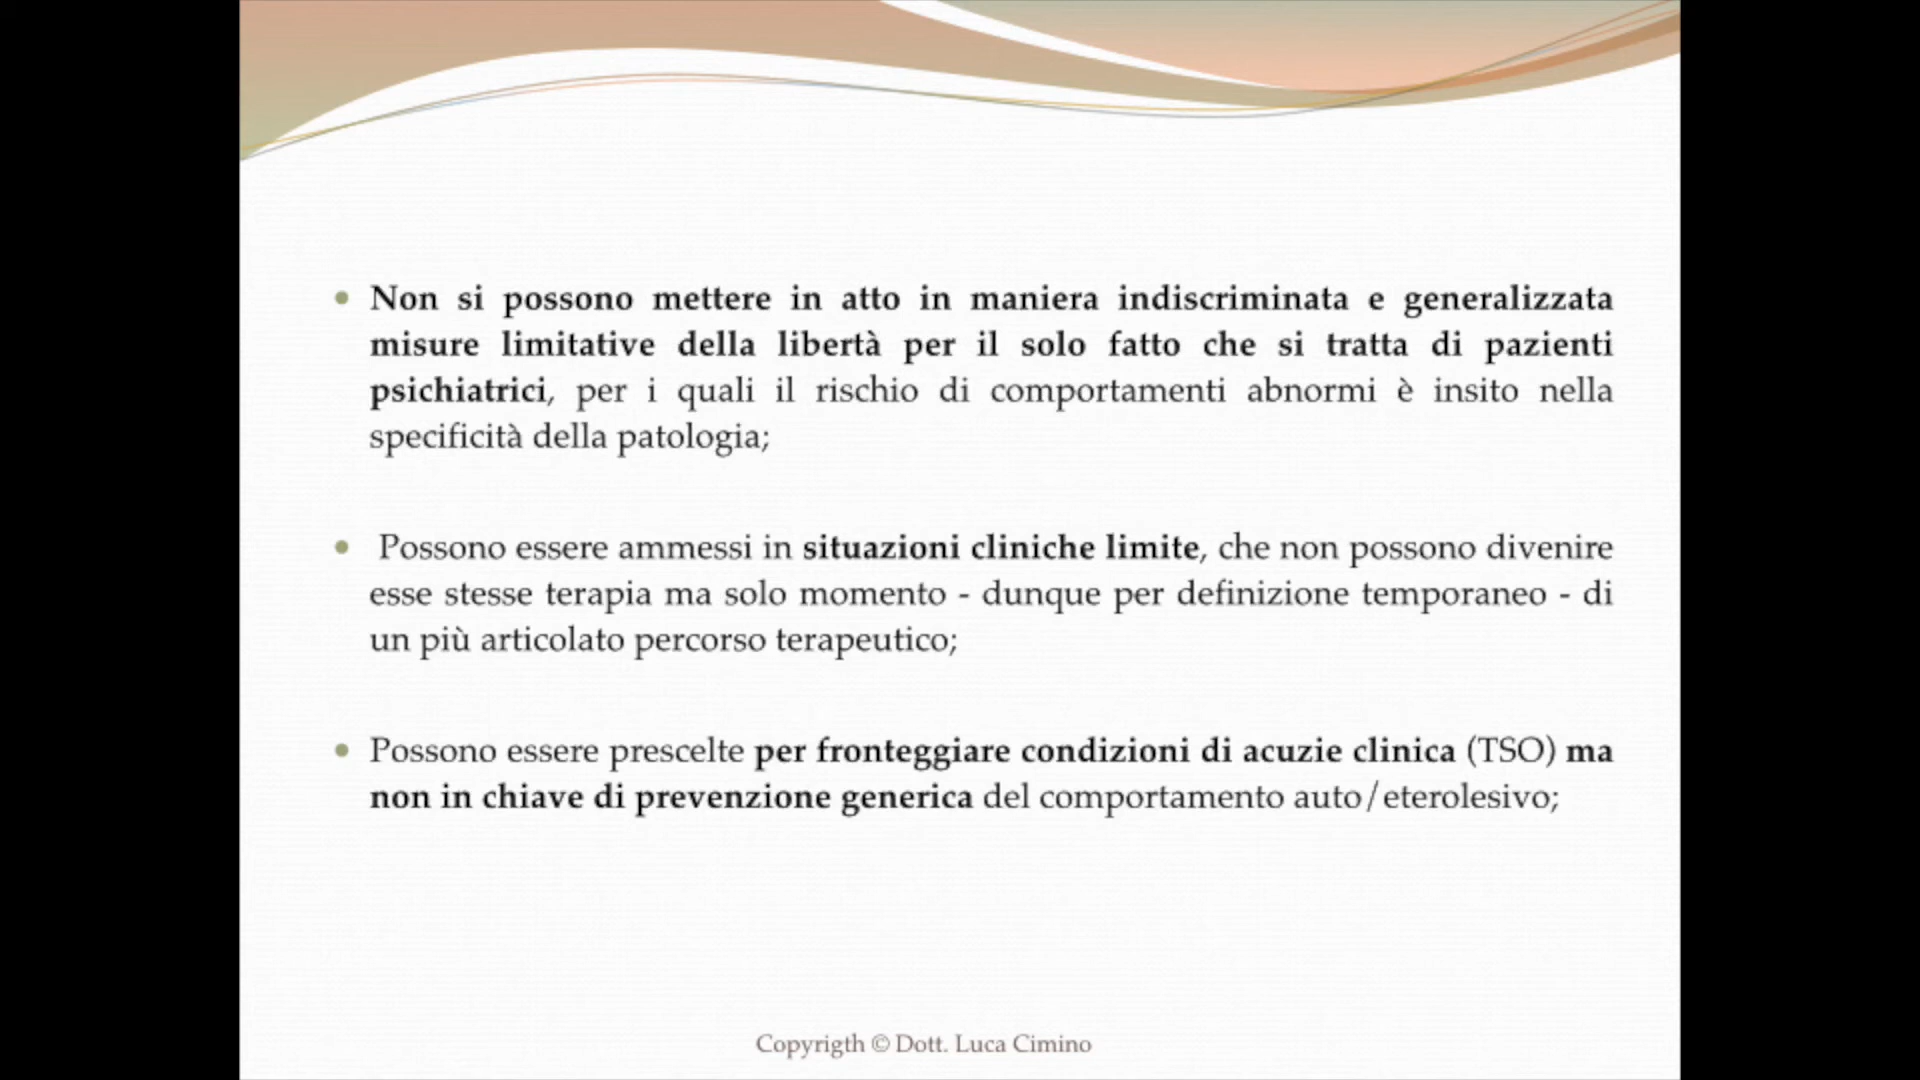 Non si possono mettere in atto in maniera indiscriminata e generalizzata
misure limitative della libertà per il solo fatto che si tratta di pazienti
psichiatrici, per i quali il rischio di comportamenti abnormi è insito nella
specificità della patologia;
Possono essere ammessi in situazioni cliniche limite, che non possono divenire
esse stesse terapia ma solo momento - dunque per definizione temporaneo - di
un più articolato percorso terapeutico;
Possono essere prescelte per fronteggiare condizioni di acuzie clinica (TSO) ma
non in chiave di prevenzione generica del comportamento auto/eterolesivo;
Copyrigth © Dott. Luca Cimino